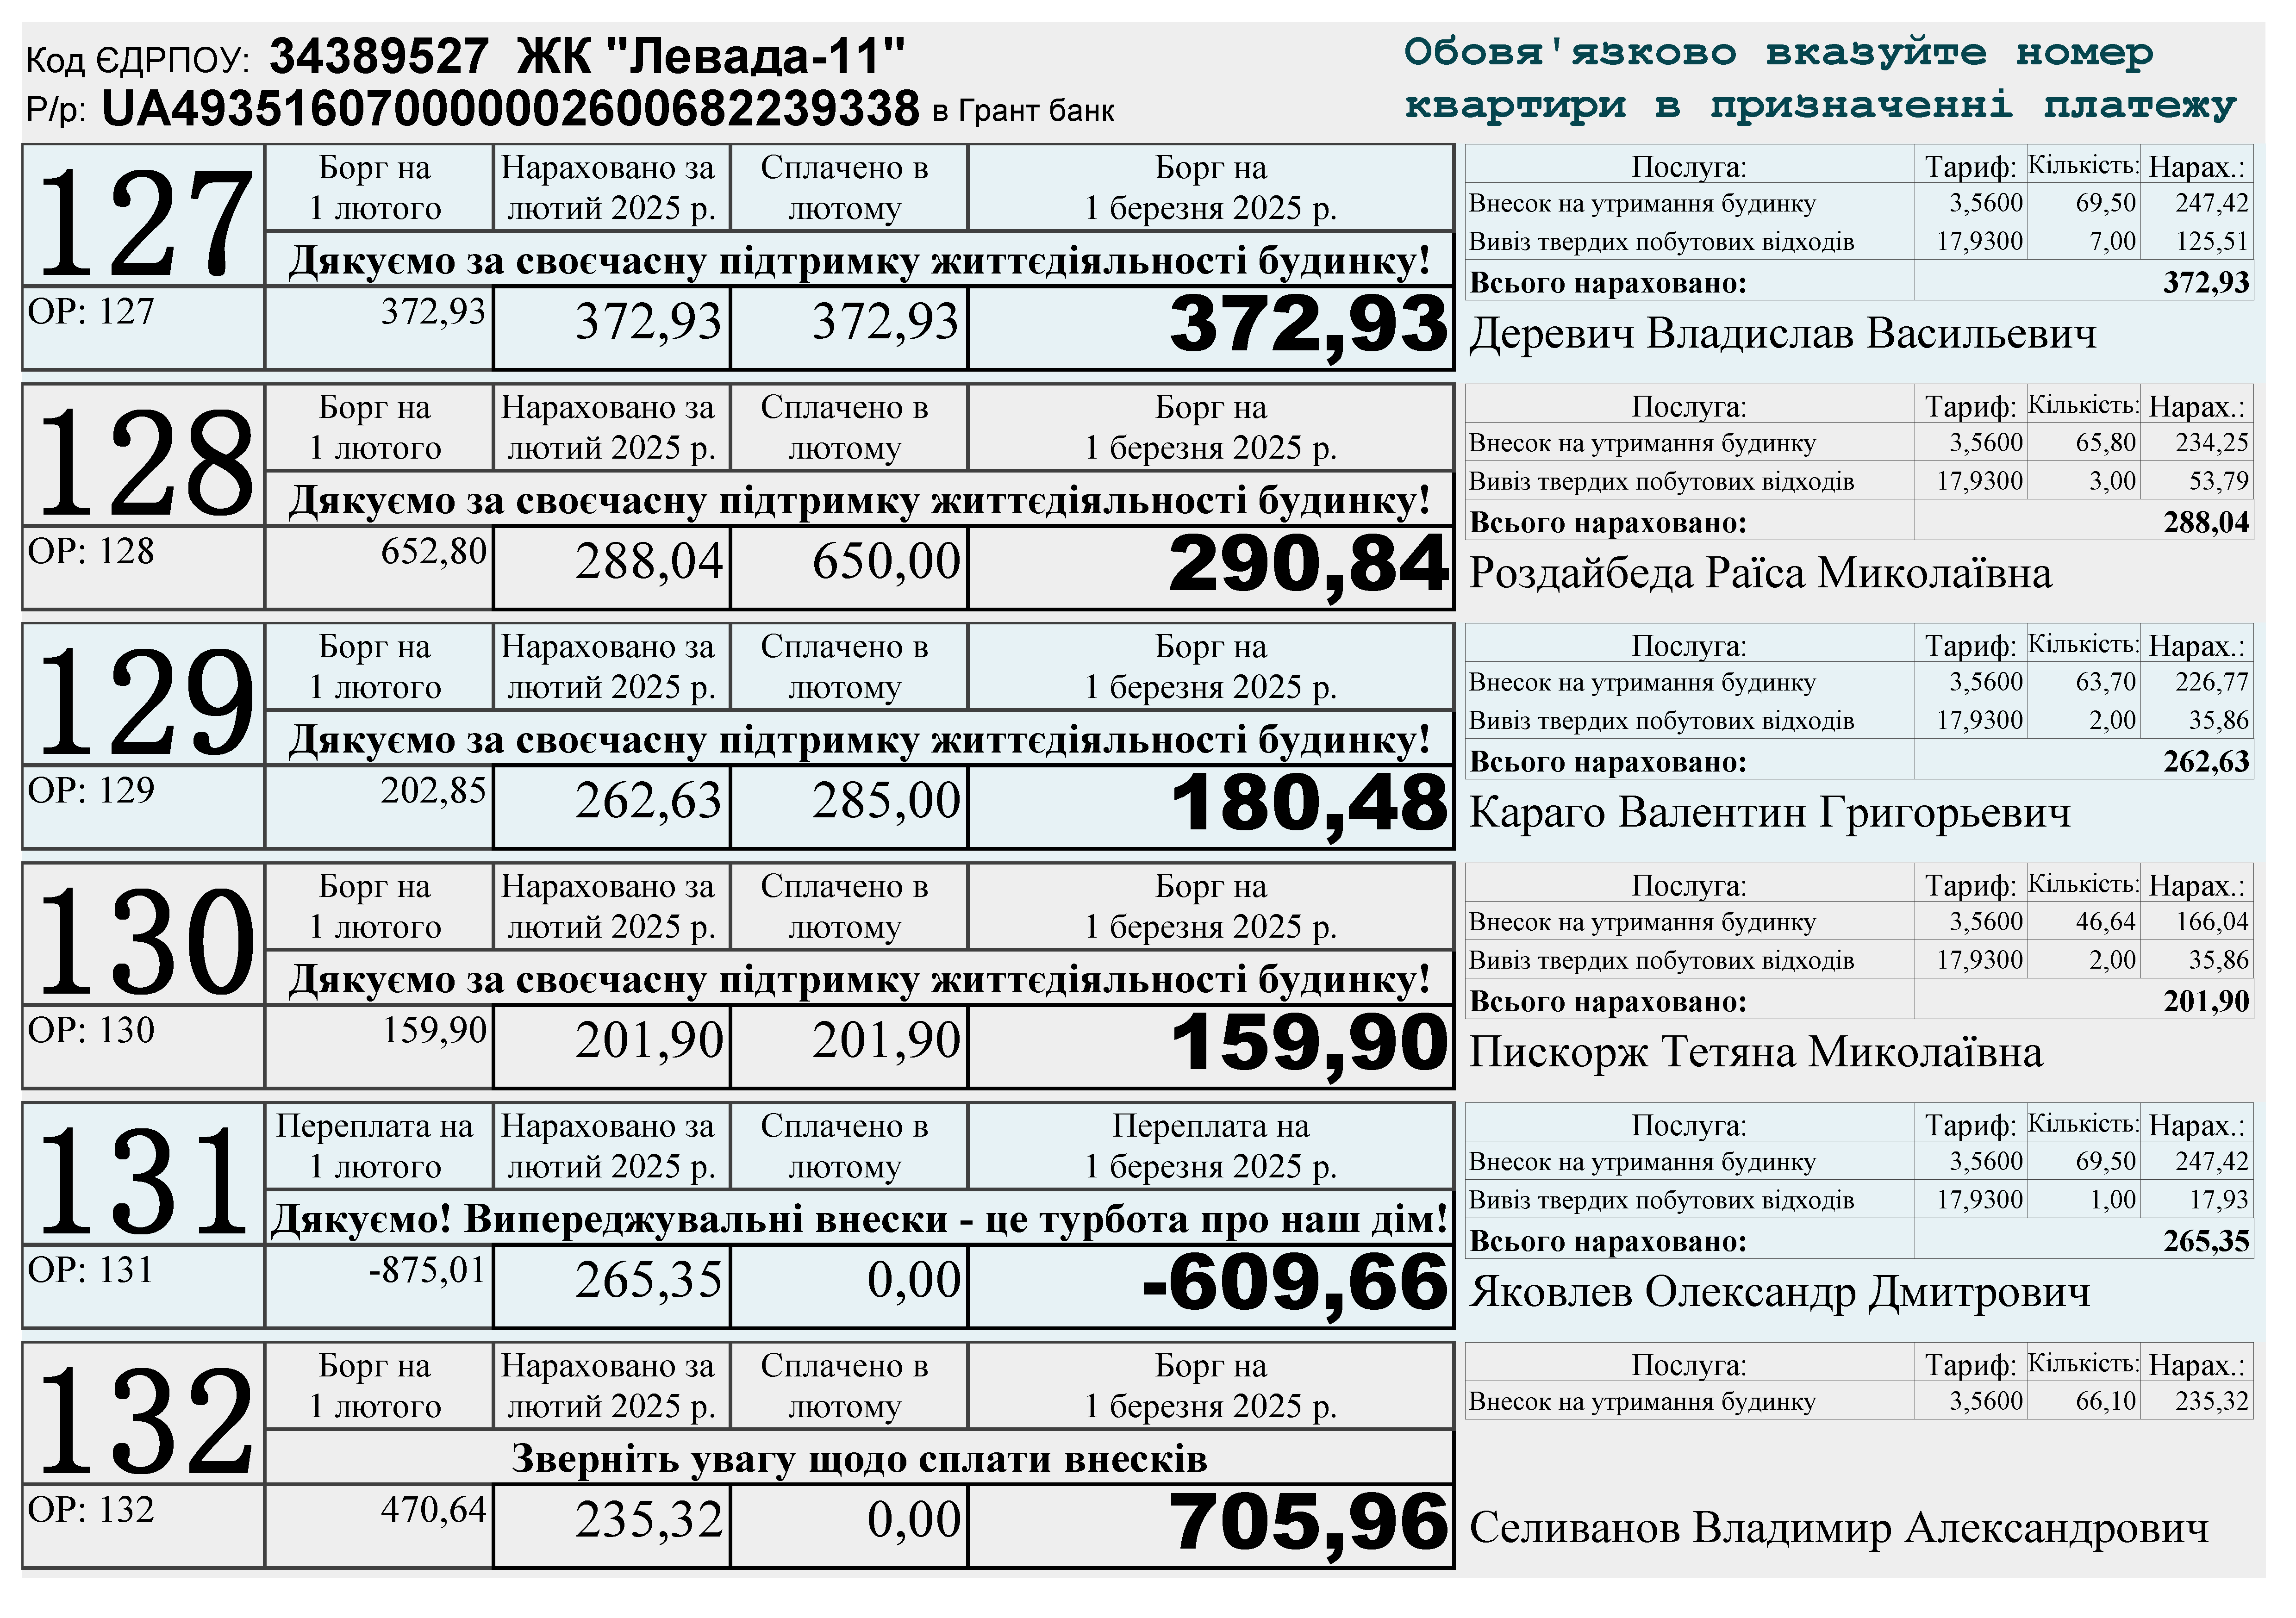 Код ЄДРПОУ: 34389527 ЖК "Левада-11"
Р/р: UA493516070000002600682239338 в Грант банк
Обовя'язково вказуйте номер
квартири в призначенні платежу
127
Борг на
1 лютого
Нараховано за
лютий 2025 р.
Сплачено в
лютому
Борг на
1 березня 2025 р.
Дякуємо за своєчасну підтримку життєдіяльності будинку!
ОР: 127 372,93 372,93 372,93 372,93
Послуга: Тариф: Кількість: Нарах.:
Внесок на утримання будинку 3,5600 69,50 247,42
Вивіз твердих побутових відходів 17,9300 7,00 125,51
Всього нараховано: 372,93
Деревич Владислав Васильевич
128
Борг на
1 лютого
Нараховано за
лютий 2025 р.
Сплачено в
лютому
Борг на
1 березня 2025 р.
Дякуємо за своєчасну підтримку життєдіяльності будинку!
ОР: 128 652,80 288,04 650,00 290,84
Послуга: Тариф: Кількість: Нарах.:
Внесок на утримання будинку 3,5600 65,80 234,25
Вивіз твердих побутових відходів 17,9300 3,00 53,79
Всього нараховано: 288,04
Роздайбеда Раїса Миколаївна
129
Борг на
1 лютого
Нараховано за
лютий 2025 р.
Сплачено в
лютому
Борг на
1 березня 2025 р.
Дякуємо за своєчасну підтримку життєдіяльності будинку!
ОР: 129 202,85 262,63 285,00 180,48
Послуга: Тариф: Кількість: Нарах.:
Внесок на утримання будинку 3,5600 63,70 226,77
Вивіз твердих побутових відходів 17,9300 2,00 35,86
Всього нараховано: 262,63
Караго Валентин Григорьевич
130
Борг на
1 лютого
Нараховано за
лютий 2025 р.
Сплачено в
лютому
Борг на
1 березня 2025 р.
Дякуємо за своєчасну підтримку життєдіяльності будинку!
ОР: 130 159,90 201,90 201,90 159,90
Послуга: Тариф: Кількість: Нарах.:
Внесок на утримання будинку 3,5600 46,64 166,04
Вивіз твердих побутових відходів 17,9300 2,00 35,86
Всього нараховано: 201,90
Пискорж Тетяна Миколаївна
131
Переплата на
1 лютого
Нараховано за
лютий 2025 р.
Сплачено в
лютому
Переплата на
1 березня 2025 р.
Дякуємо! Випереджувальні внески - це турбота про наш дім!
ОР: 131 -875,01 265,35 0,00 -609,66
Послуга: Тариф: Кількість: Нарах.:
Внесок на утримання будинку 3,5600 69,50 247,42
Вивіз твердих побутових відходів 17,9300 1,00 17,93
Всього нараховано: 265,35
Яковлев Олександр Дмитрович
132
Борг на
1 лютого
Нараховано за
лютий 2025 р.
Сплачено в
лютому
Борг на
1 березня 2025 р.
Зверніть увагу щодо сплати внесків
ОР: 132 470,64 235,32 0,00 705,96
Послуга: Тариф: Кількість: Нарах.:
Внесок на утримання будинку 3,5600 66,10 235,32
Селиванов Владимир Александрович